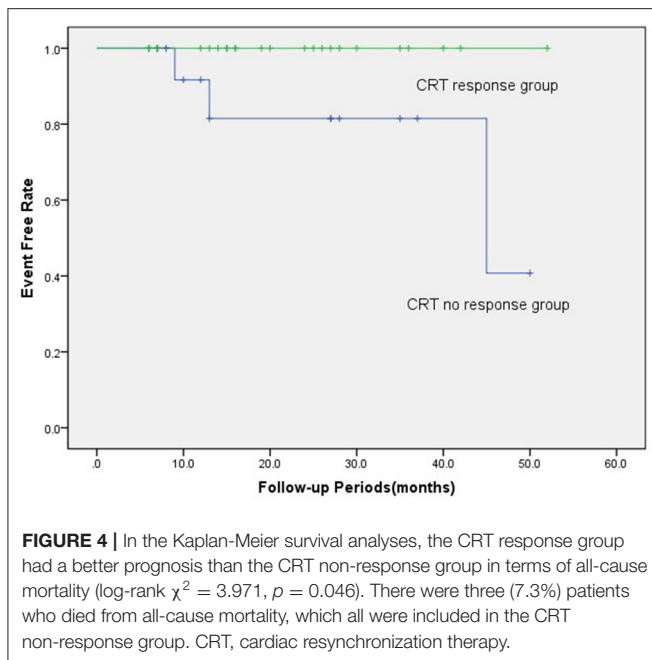 1.0
0.8
0.6
0.4
0.2
0.0
Event Free Rate
CRT response group
CRT no response group
.0 10.0 20.0 30.0 40.0 50.0 60.0
Follow-up Periods(months)
FIGURE 4 | In the Kaplan-Meier survival analyses, the CRT response group
had a better prognosis than the CRT non-response group in terms of all-cause
mortality (log-rank χ² = 3.971, p = 0.046). There were three (7.3%) patients
who died from all-cause mortality, which all were included in the CRT
non-response group. CRT, cardiac resynchronization therapy.